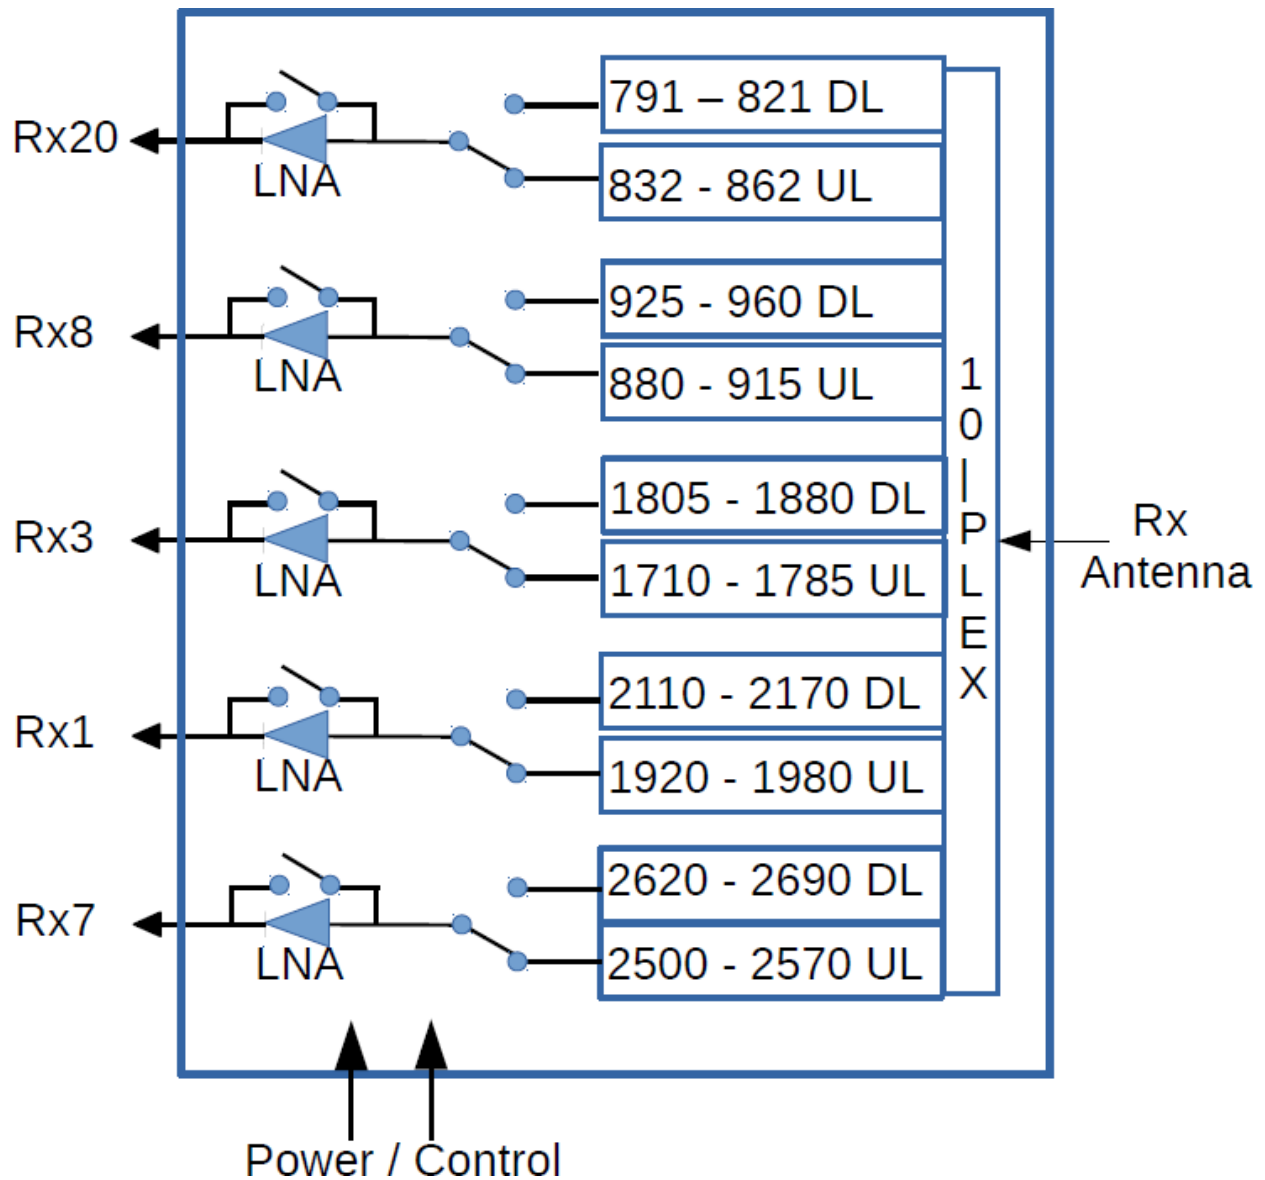 791 – 821 DL
Rx20
LNA
832 - 862 UL
925 - 960 DL
Rx8
LNA
880 - 915 UL
1805 - 1880 DL
Rx3
LNA
1710 - 1785 UL
10|PLEX
Rx
Antenna
2110 - 2170 DL
Rx1
LNA
1920 - 1980 UL
2620 - 2690 DL
Rx7
LNA
2500 - 2570 UL
Power / Control